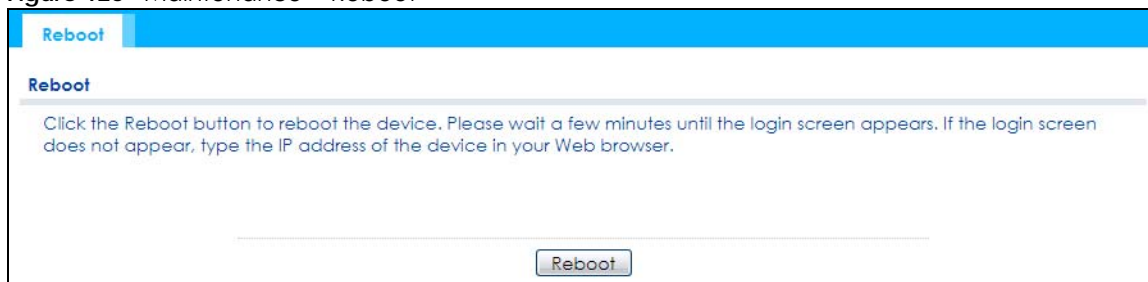 Maintenance Reboot
Reboot
Reboot
Click the Reboot button to reboot the device. Please wait a few minutes until the login screen appears. If the login screen
does not appear, type the IP address of the device in your Web browser.
Reboot